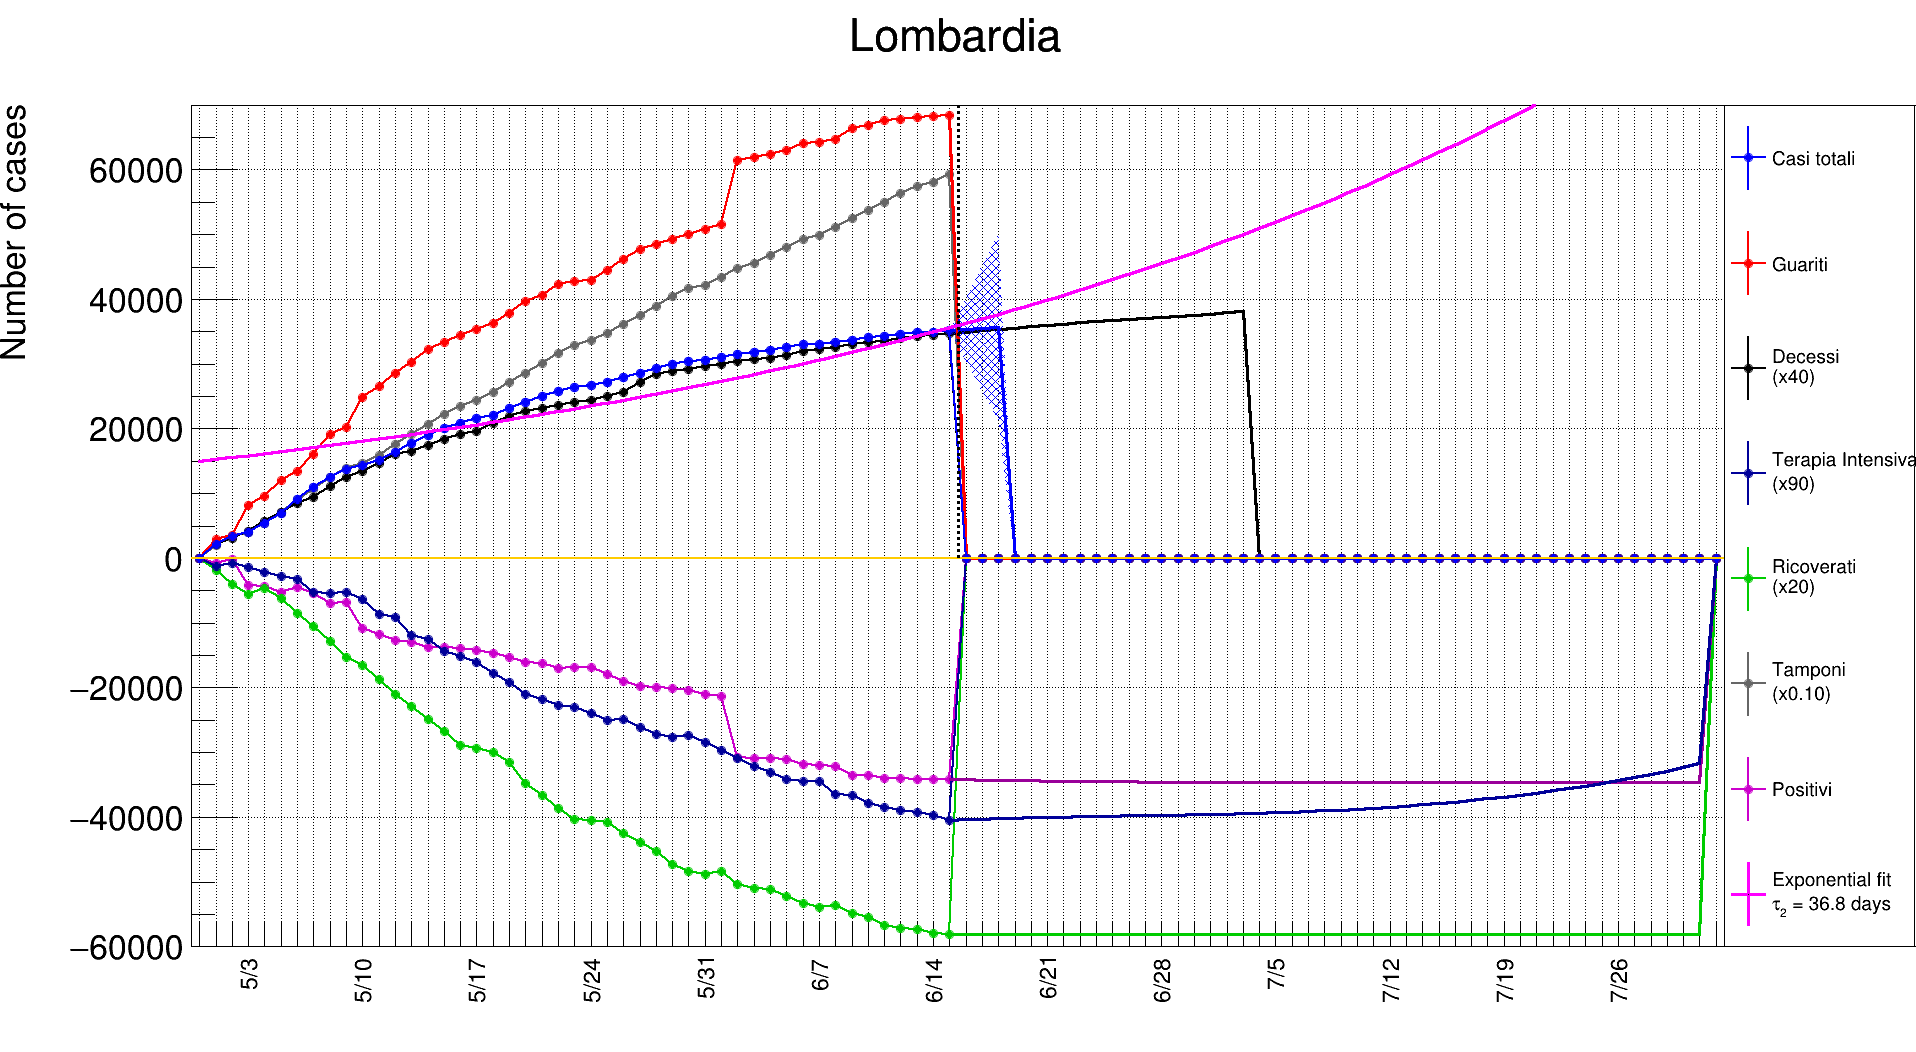 Lombardia
Number of cases
60000
40000
20000
0
−20000
−40000
−60000
5/3
5/10
5/17
5/24
5/31
6/7
6/14
6/21
6/28
7/5
7/12
7/19
7/26
Casi totali
Guariti
Decessi
(x40)
Terapia Intensiva
(x90)
Ricoverati
(x20)
Tamponi
(x0.10)
Positivi
Exponential fit
τ2 = 36.8 days